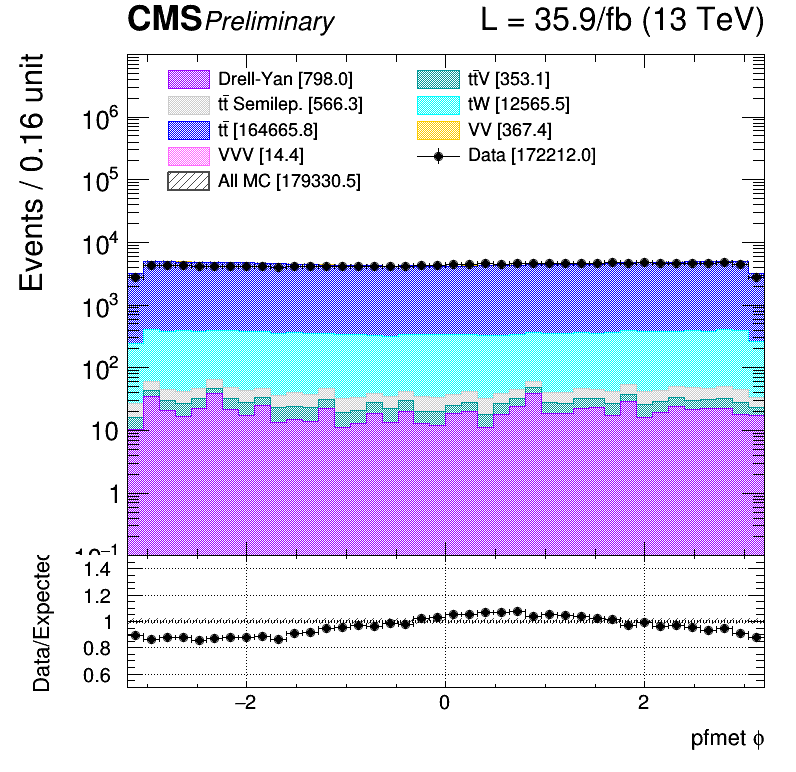 CMS Preliminary L = 35.9/fb (13 TeV)
Events / 0.16 unit
Drell-Yan [798.0]
tt̄ Semilep. [566.3]
tt̄ [164665.8]
VVV [14.4]
All MC [179330.5]
tt̄V [353.1]
tW [12565.5]
VV [367.4]
Data [172212.0]
10⁶
10⁵
10⁴
10³
10²
10
1
10⁻¹
Data/Expected
1.4
1.2
1
0.8
0.6
−2 0 2
pfmet ϕ